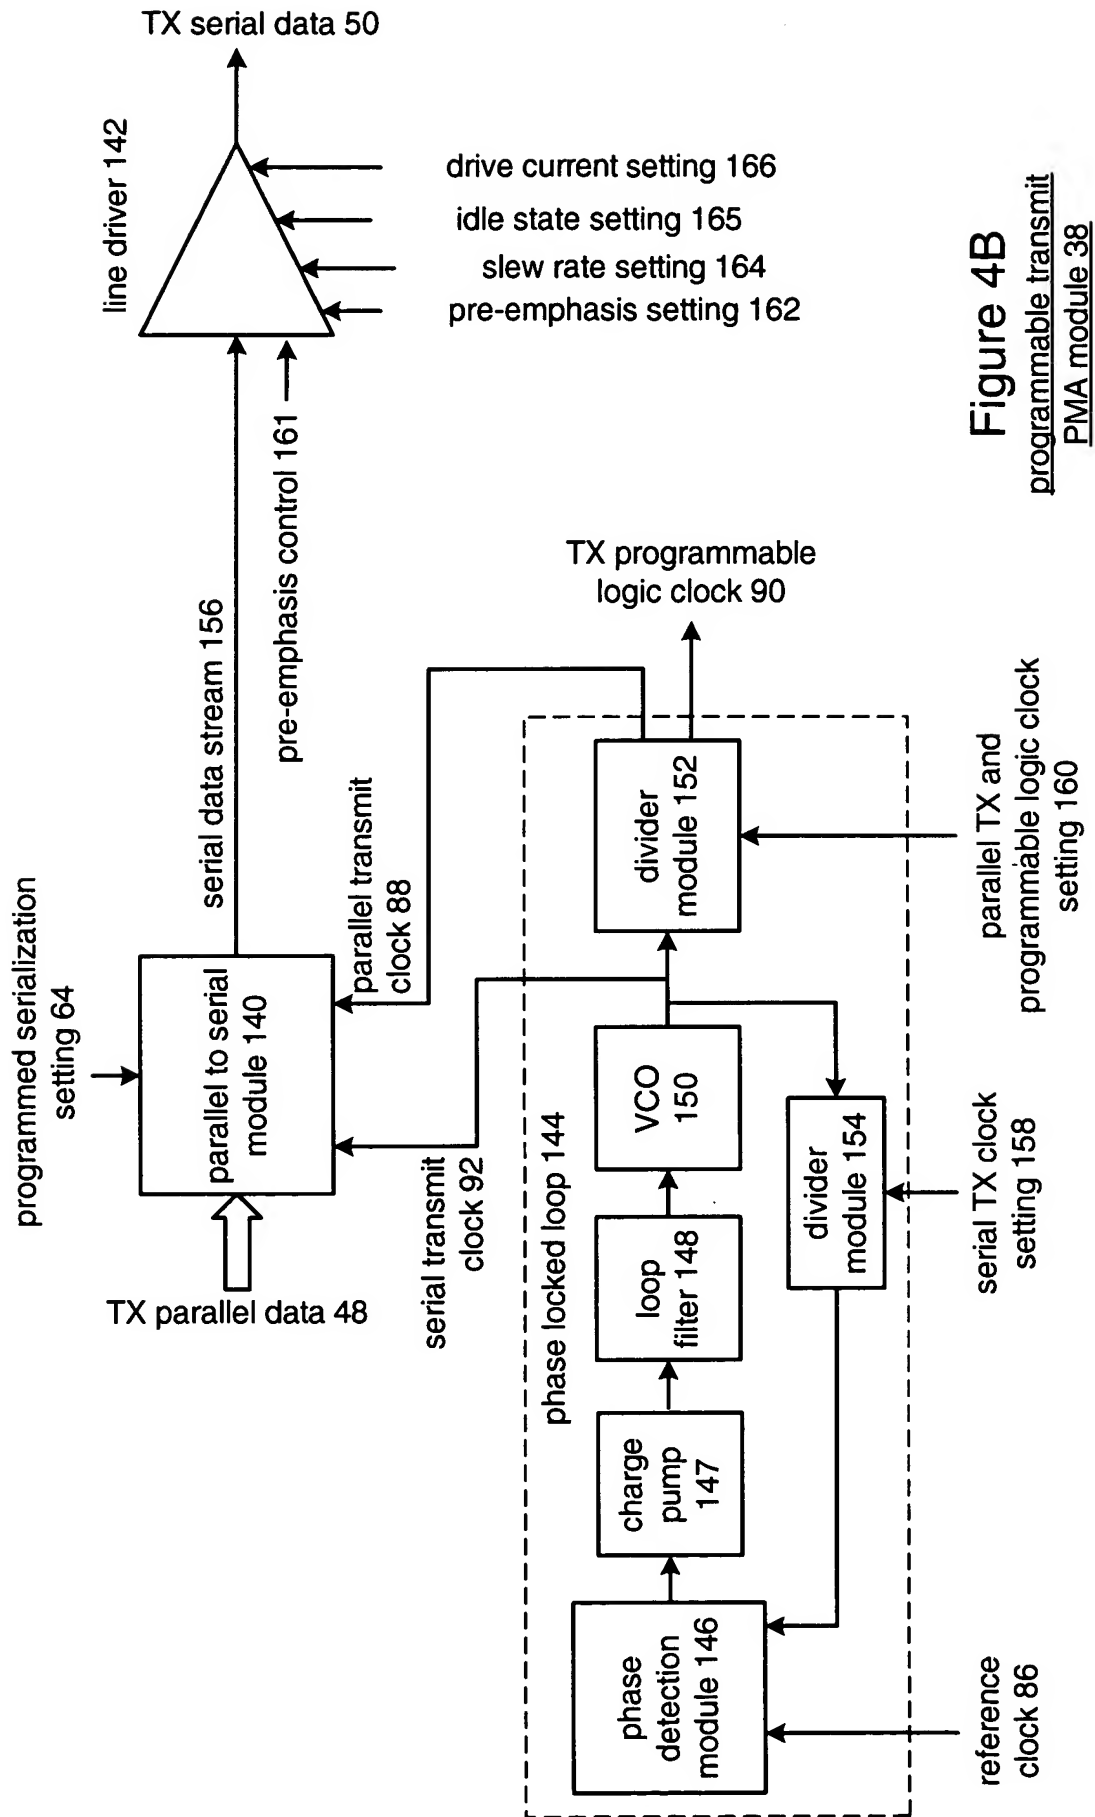 TX serial data 50
line driver 142
drive current setting 166
idle state setting 165
slew rate setting 164
pre-emphasis setting 162
pre-emphasis control 161
serial data stream 156
programmed serialization
setting 64
parallel to serial
module 140
TX parallel data 48
parallel transmit
clock 88
serial transmit
clock 92
TX programmable
logic clock 90
phase locked loop 144
phase
detection
module 146
charge
pump
147
loop
filter 148
VCO
150
divider
module 152
divider
module 154
reference
clock 86
serial TX clock
setting 158
parallel TX and
programmable logic clock
setting 160
Figure 4B
programmable transmit
PMA module 38